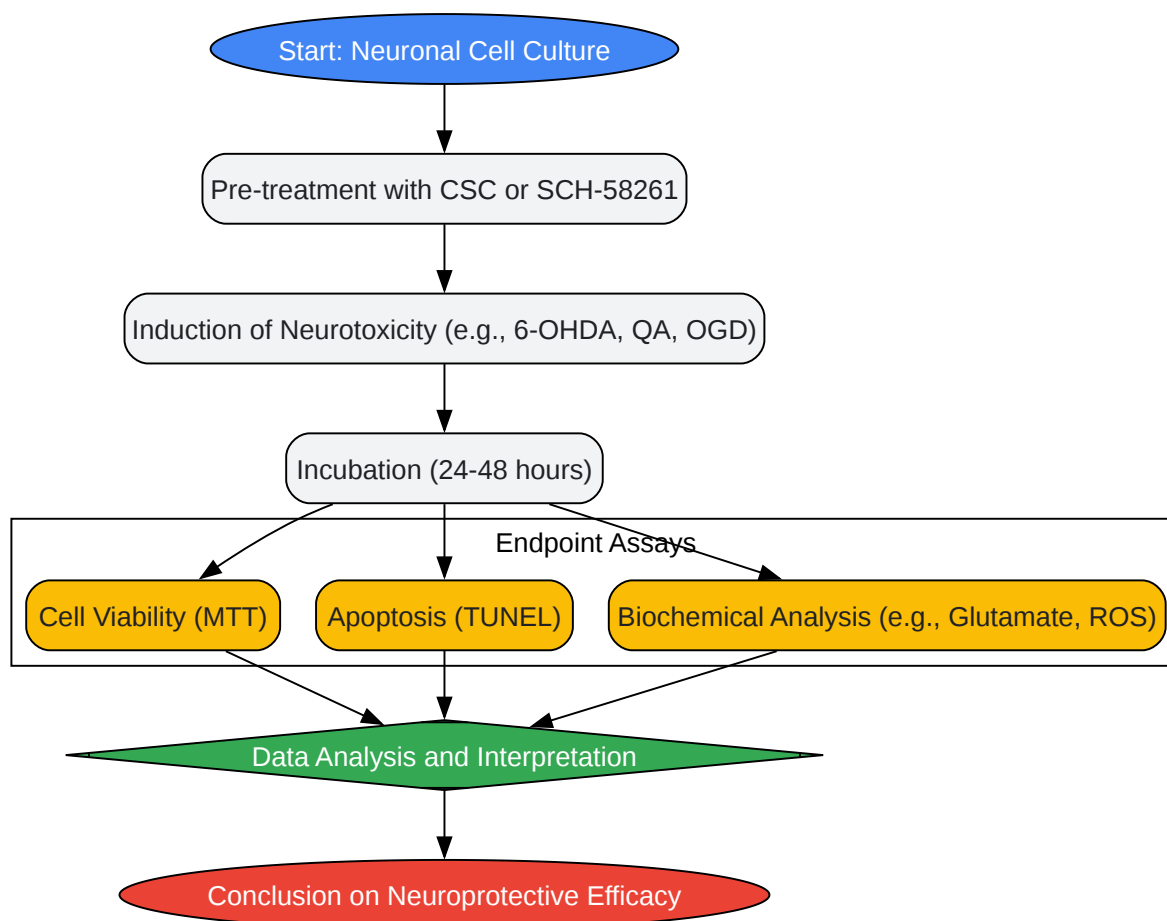 Start: Neuronal Cell Culture
Pre-treatment with CSC or SCH-58261
Induction of Neurotoxicity (e.g., 6-OHDA, QA, OGD)
Incubation (24-48 hours)
Endpoint Assays
Cell Viability (MTT)
Apoptosis (TUNEL)
Biochemical Analysis (e.g., Glutamate, ROS)
Data Analysis and Interpretation
Conclusion on Neuroprotective Efficacy